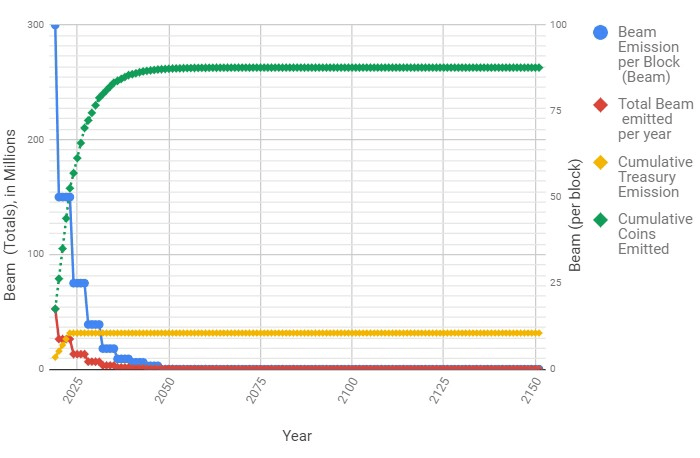 300
200
100
0
Beam (Totals), in Millions
100
75
50
25
0
Beam (per block)
2025
2050
2075
2100
2125
2150
Year
Beam
Emission
per Block
(Beam)
Total Beam
emitted
per year
Cumulative
Treasury
Emission
Cumulative
Coins
Emitted